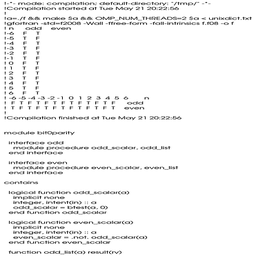 !-*- mode: compilation; default-directory: "/tmp/" -*-
!Compilation started at Tue May 21 20:22:56
!
!a=./f && make $a && OMP_NUM_THREADS=2 $a < unixdict.txt
!gfortran -std=f2008 -Wall -ffree-form -fall-intrinsics f.f08 -o f
! n odd even
!-6 F T
!-5 T F
!-4 F T
!-3 T F
!-2 F T
!-1 T F
! 0 F T
! 1 T F
! 2 F T
! 3 T F
! 4 F T
! 5 T F
! 6 F T
! -6 -5 -4 -3 -2 -1 0 1 2 3 4 5 6 n
! F T F T F T F T F T F T F odd
! T F T F T F T F T F T F T even
!
!Compilation finished at Tue May 21 20:22:56
module bit0parity
interface odd
module procedure odd_scalar, odd_list
end interface
interface even
module procedure even_scalar, even_list
end interface
contains
logical function odd_scalar(a)
implicit none
integer, intent(in) :: a
odd_scalar = btest(a, 0)
end function odd_scalar
logical function even_scalar(a)
implicit none
integer, intent(in) :: a
even_scalar = .not. odd_scalar(a)
end function even_scalar
function odd_list(a) result(rv)